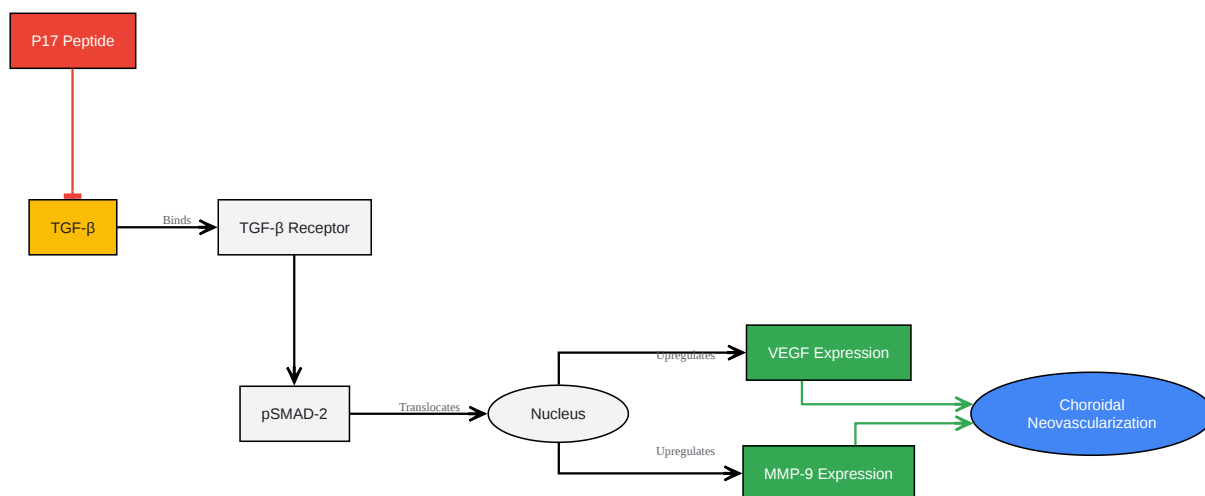 P17 Peptide
TGF-β
Binds
TGF-β Receptor
pSMAD-2
Translocates
Nucleus
Upregulates
VEGF Expression
Upregulates
MMP-9 Expression
Choroidal
Neovascularization